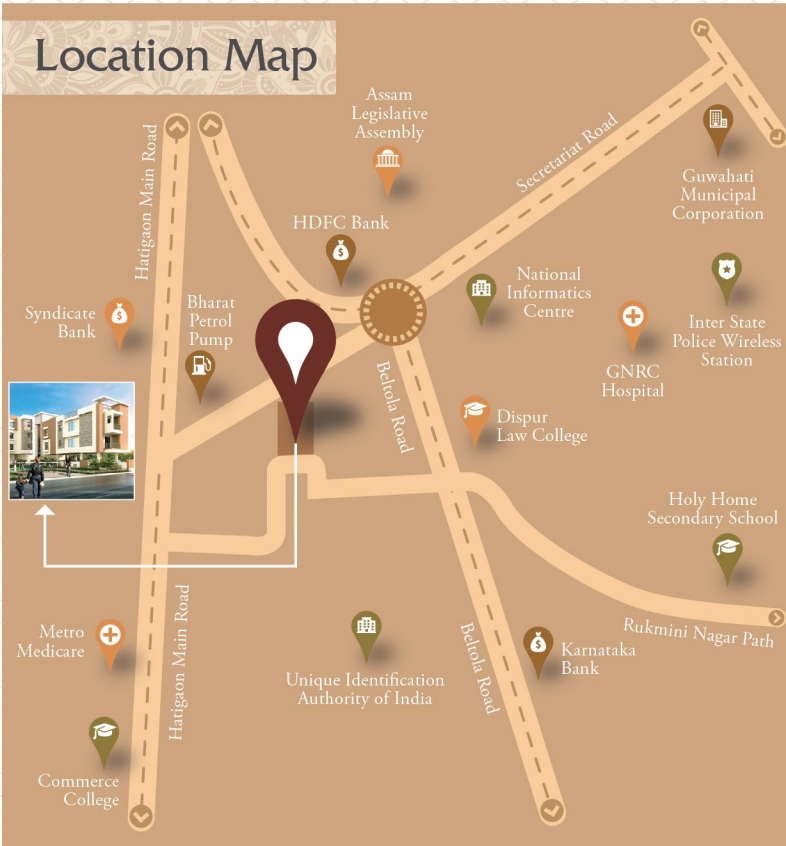 Location Map
Assam
Legislative
Assembly
Secretariat Road
Hatigaon Main Road
Guwahati
Municipal
Corporation
HDFC Bank
National
Informatics
Centre
Syndicate
Bank
Bharat
Petrol
Pump
Inter State
Police Wireless
Station
GNRC
Hospital
Beltola Road
Dispur
Law College
Holy Home
Secondary School
Rukmini Nagar Path
Metro
Medicare
Hatigaon Main Road
Unique Identification
Authority of India
Beltola Road
Karnataka
Bank
Commerce
College